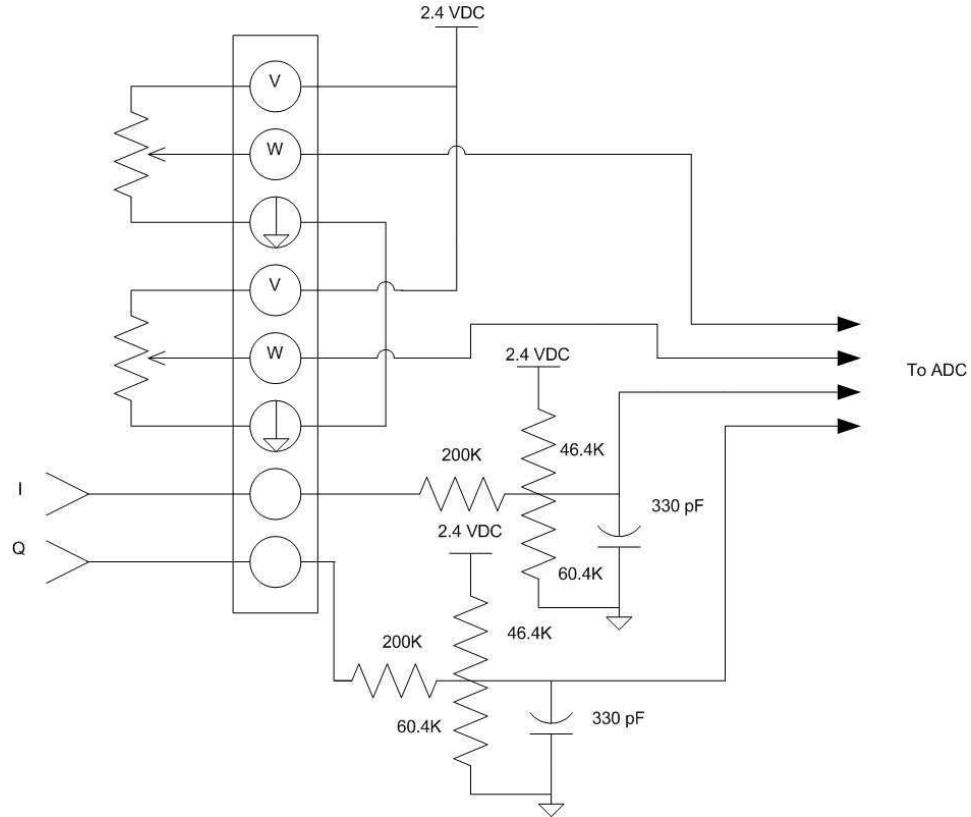 2.4 VDC
V
W
V
W
2.4 VDC
To ADC
46.4K
200K
I
330 pF
2.4 VDC
Q
60.4K
46.4K
200K
60.4K
330 pF